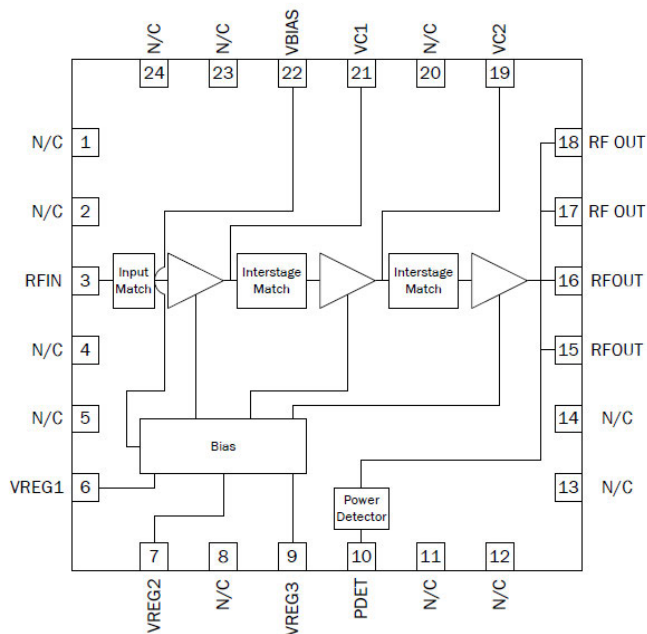 N/C
N/C
VBIAS
VC1
N/C
VC2
24
23
22
21
20
19
N/C 1
18 RF OUT
N/C 2
17 RF OUT
RFIN 3
Input
Match
Interstage
Match
Interstage
Match
16 RFOUT
N/C 4
15 RFOUT
N/C 5
Bias
14 N/C
VREG1 6
Power
Detector
13 N/C
7
8
9
10
11
12
VREG2
N/C
VREG3
PDET
N/C
N/C